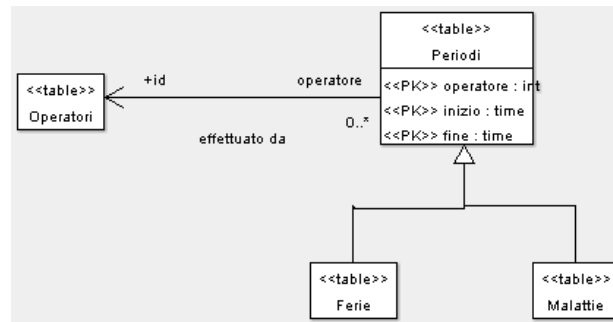 <<table>>
Periodi
<<PK>> operatore : int
<<PK>> inizio : time
<<PK>> fine : time
<<table>>
Operatori
+id
operatore
0..*
effettuato da
<<table>>
Ferie
<<table>>
Malattie